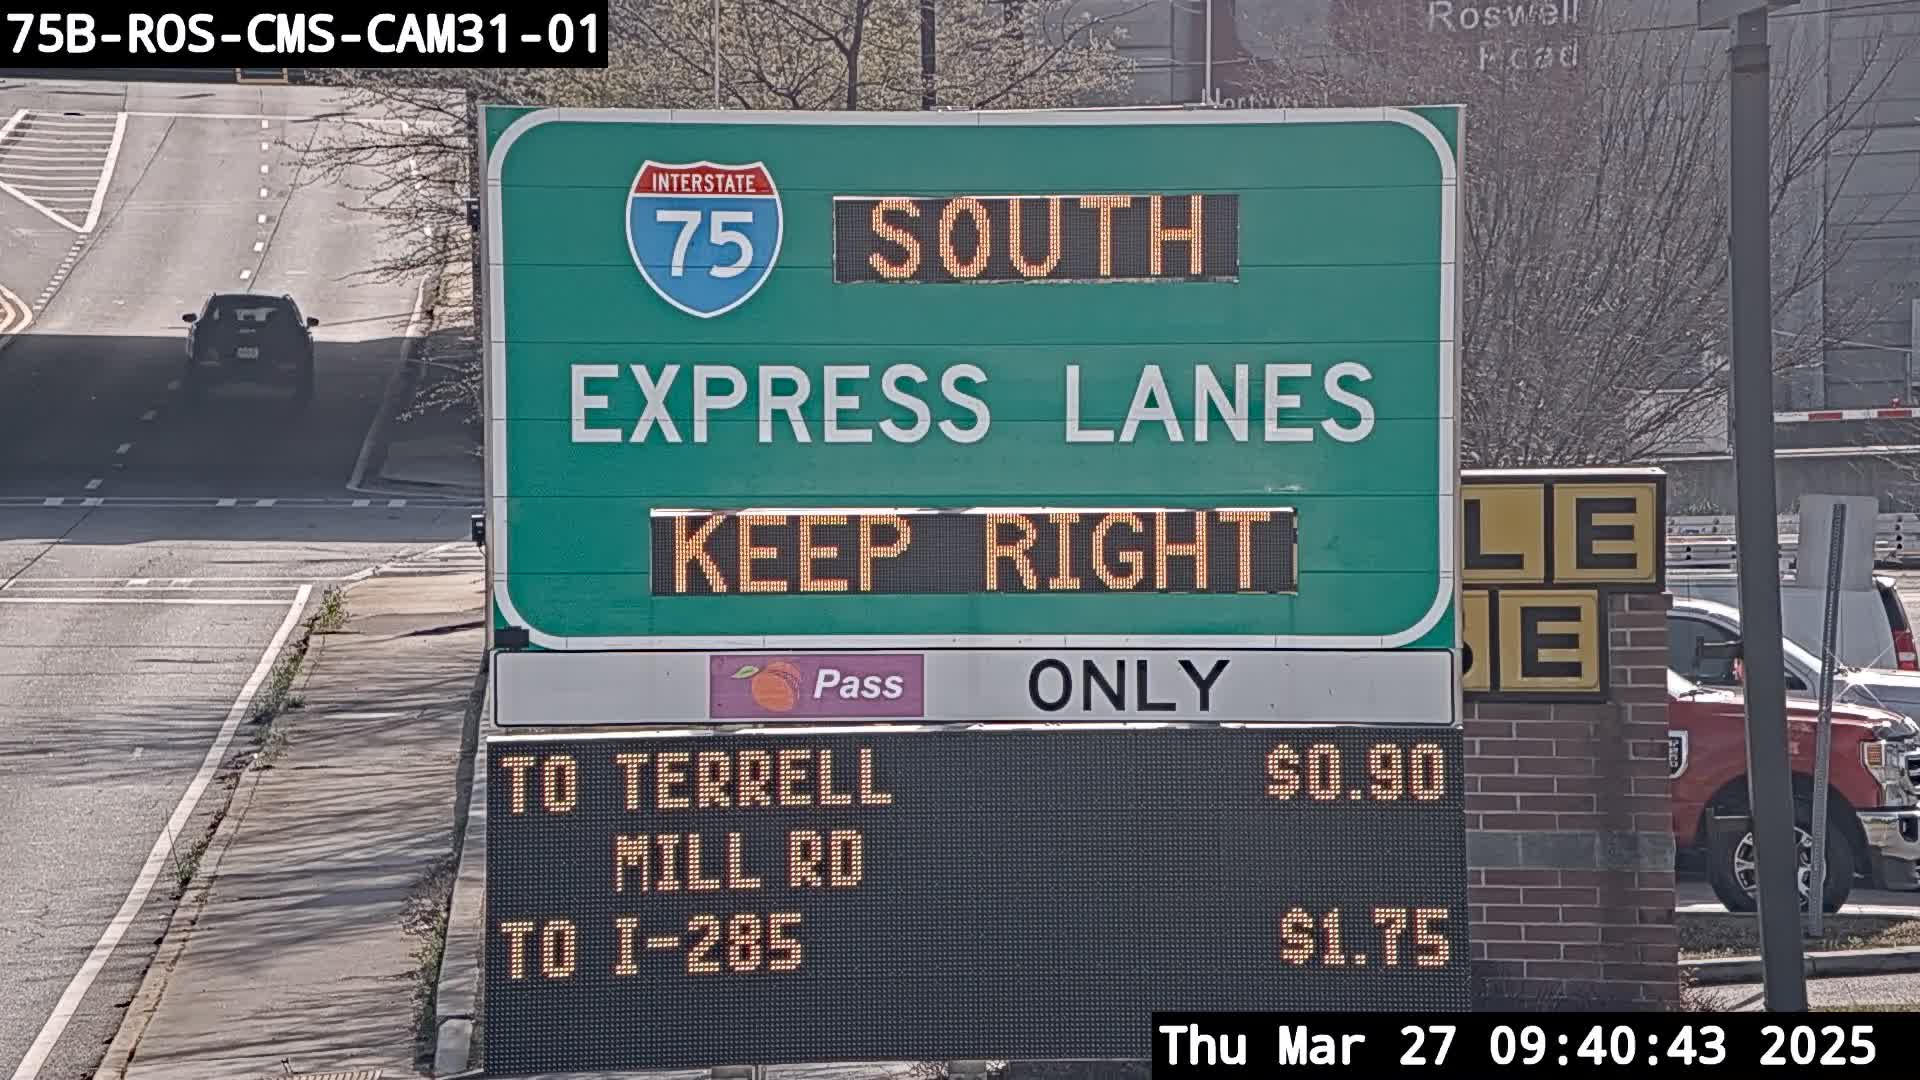 75B-ROS-CMS-CAM31-01
Roswell
Road
INTERSTATE
75
SOUTH
EXPRESS LANES
KEEP RIGHT
LE
E
Pass ONLY
TO TERRELL $0.90
MILL RD
TO I-285 $1.75
Thu Mar 27 09:40:43 2025